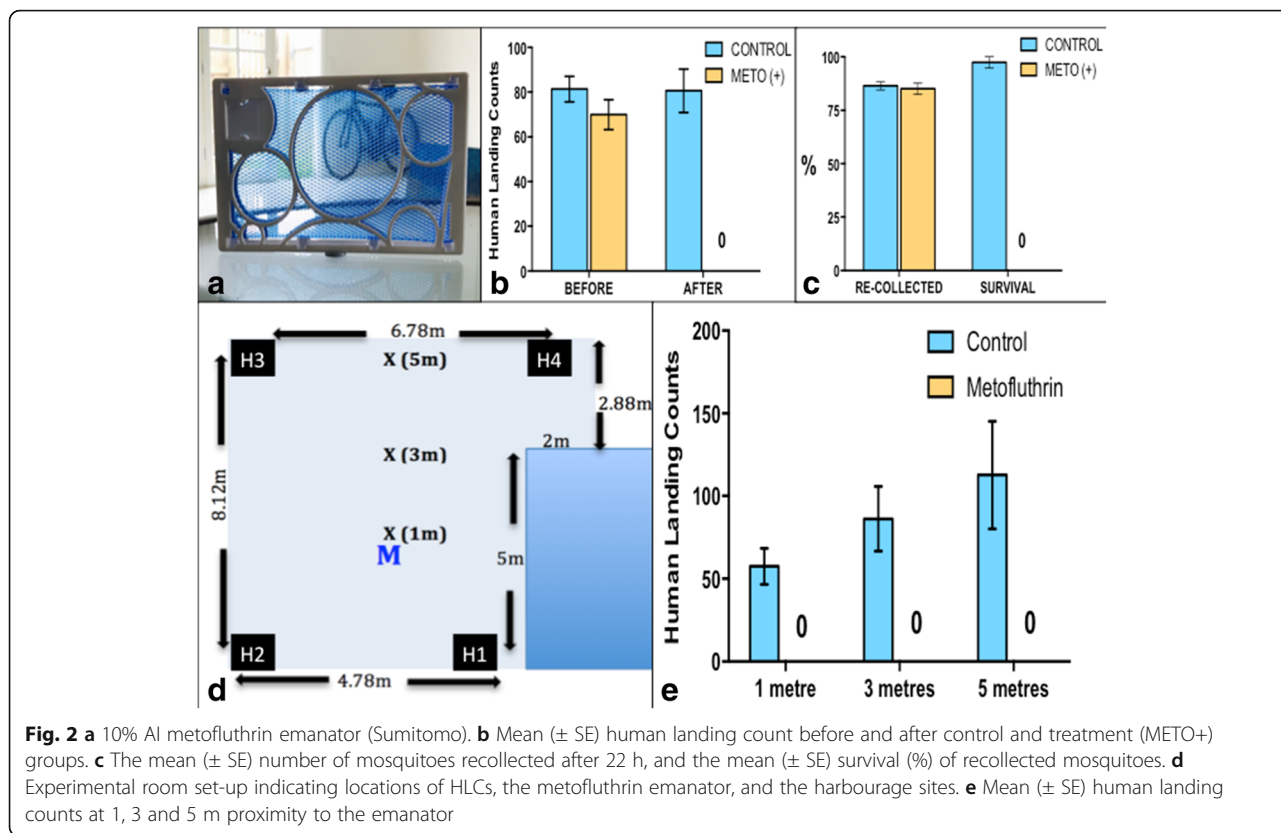 a
b
Human Landing Counts
100
80
60
40
20
0
CONTROL
METO (+)
0
BEFORE
AFTER
c
%
100
75
50
25
0
CONTROL
METO (+)
0
RE-COLLECTED
SURVIVAL
d
6.78m
H3
X (5m)
H4
2.88m
2m
8.12m
X (3m)
X (1m)
M
5m
H2
H1
4.78m
e
Human Landing Counts
200
150
100
50
0
Control
Metofluthrin
0
0
0
1 metre
3 metres
5 metres
Fig. 2 a 10% AI metofluthrin emanator (Sumitomo). b Mean (± SE) human landing count before and after control and treatment (METO+)
groups. c The mean (± SE) number of mosquitoes recollected after 22 h, and the mean (± SE) survival (%) of recollected mosquitoes. d
Experimental room set-up indicating locations of HLCs, the metofluthrin emanator, and the harbourage sites. e Mean (± SE) human landing
counts at 1, 3 and 5 m proximity to the emanator